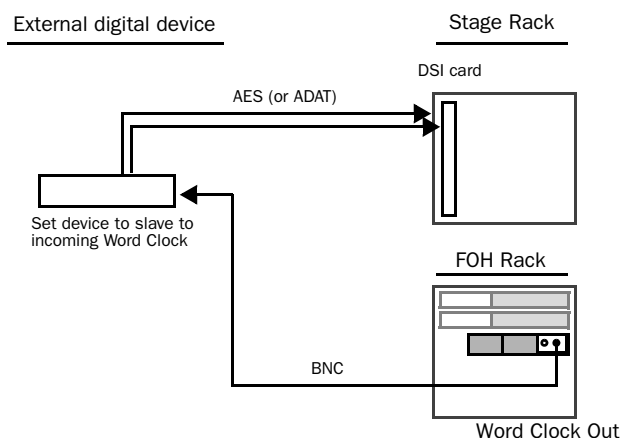 External digital device
Stage Rack
DSI card
AES (or ADAT)
Set device to slave to
incoming Word Clock
FOH Rack
BNC
Word Clock Out